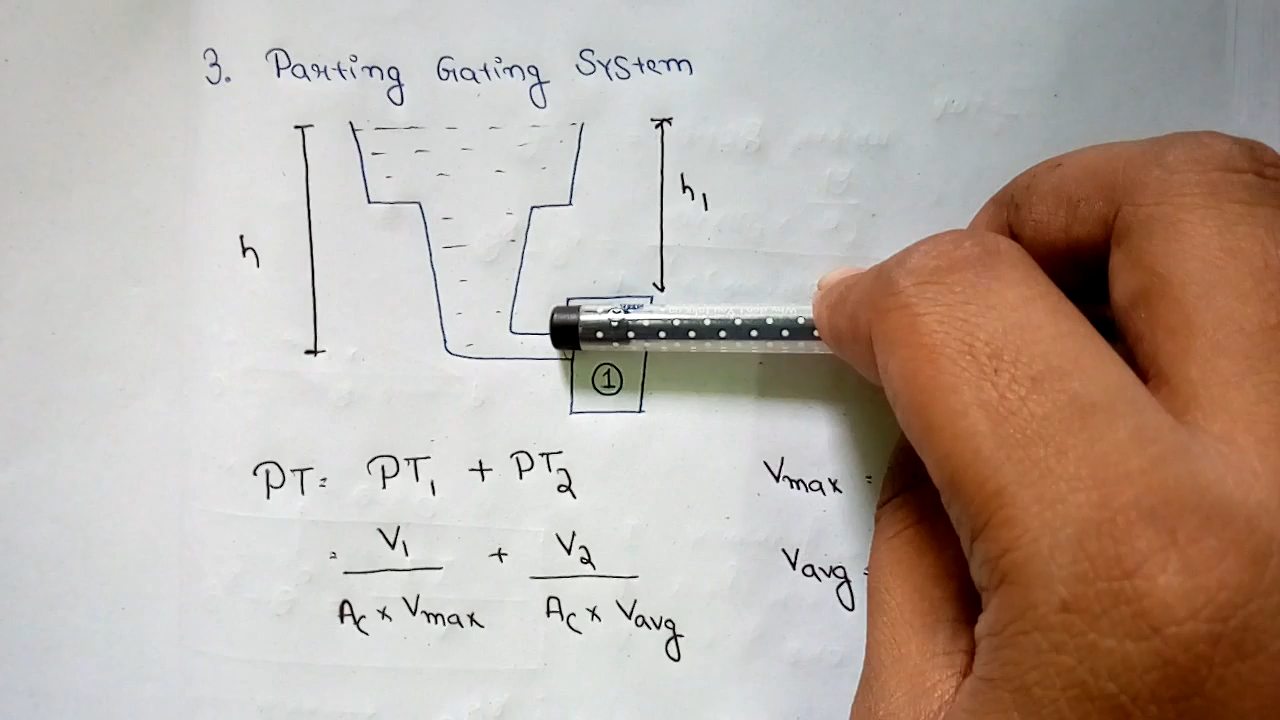 3. Parting Gating System
h
h1
1
PT = PT1 + PT2
= V1 / Ac × Vmax + V2 / Ac × Vavg
Vmax =
Vavg =